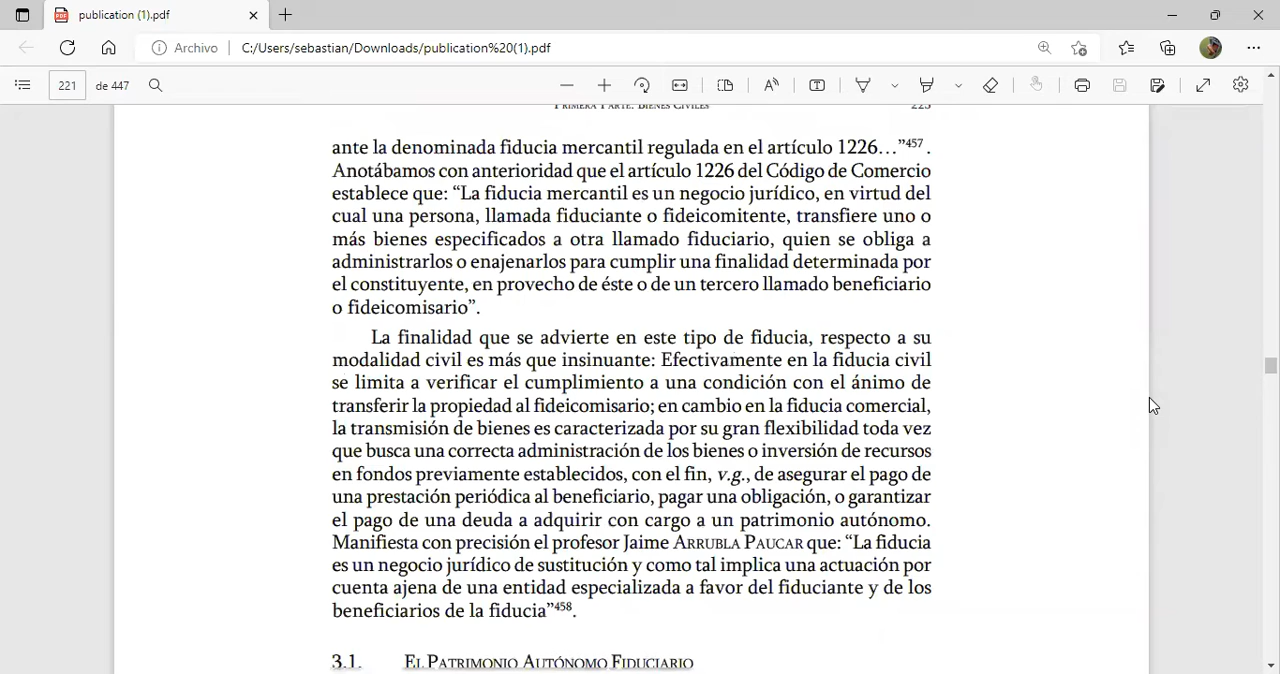 publication (1).pdf
Archivo
C:/Users/sebastian/Downloads/publication%20(1).pdf
221 de 447
PRIMERA PARTE. BIENES CIVILES 223
ante la denominada fiducia mercantil regulada en el artículo 1226…”457.
Anotábamos con anterioridad que el artículo 1226 del Código de Comercio
establece que: “La fiducia mercantil es un negocio jurídico, en virtud del
cual una persona, llamada fiduciante o fideicomitente, transfiere uno o
más bienes especificados a otra llamado fiduciario, quien se obliga a
administrarlos o enajenarlos para cumplir una finalidad determinada por
el constituyente, en provecho de éste o de un tercero llamado beneficiario
o fideicomisario”.
La finalidad que se advierte en este tipo de fiducia, respecto a su
modalidad civil es más que insinuante: Efectivamente en la fiducia civil
se limita a verificar el cumplimiento a una condición con el ánimo de
transferir la propiedad al fideicomisario; en cambio en la fiducia comercial,
la transmisión de bienes es caracterizada por su gran flexibilidad toda vez
que busca una correcta administración de los bienes o inversión de recursos
en fondos previamente establecidos, con el fin, v.g., de asegurar el pago de
una prestación periódica al beneficiario, pagar una obligación, o garantizar
el pago de una deuda a adquirir con cargo a un patrimonio autónomo.
Manifiesta con precisión el profesor Jaime ARRUBLA PAUCAR que: “La fiducia
es un negocio jurídico de sustitución y como tal implica una actuación por
cuenta ajena de una entidad especializada a favor del fiduciante y de los
beneficiarios de la fiducia”458.
3.1. EL PATRIMONIO AUTÓNOMO FIDUCIARIO